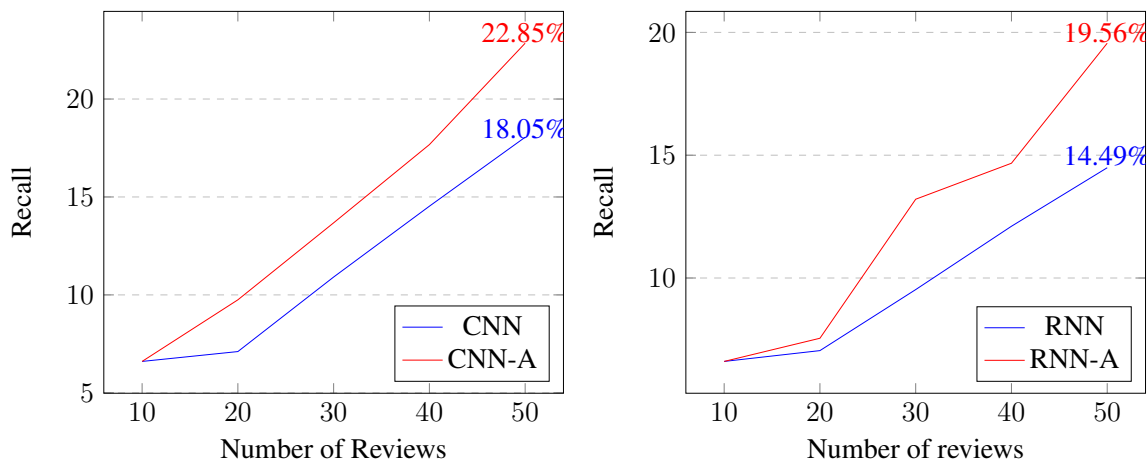 22.85%
20
18.05%
15
10
5
Recall
CNN
CNN-A
10 20 30 40 50
Number of Reviews
20
19.56%
15
14.49%
10
Recall
RNN
RNN-A
10 20 30 40 50
Number of reviews